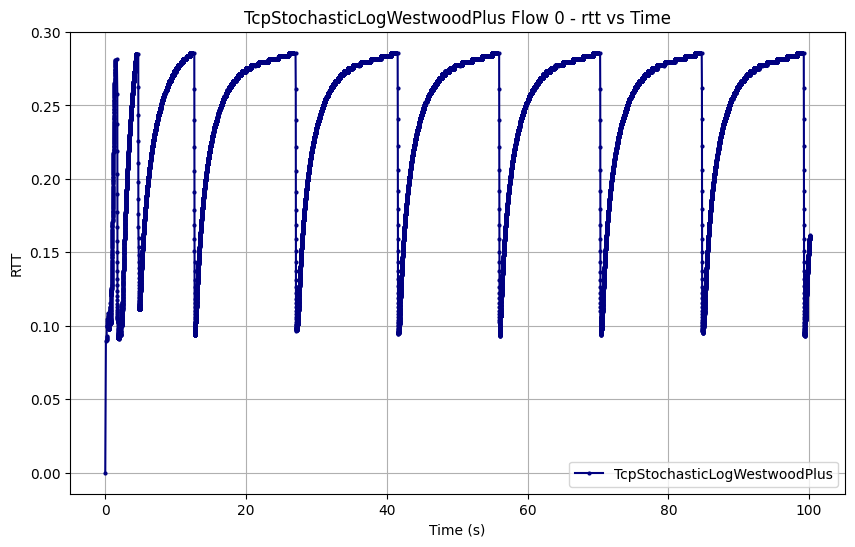 TcpStochasticLogWestwoodPlus Flow 0 - rtt vs Time
0.30
0.25
0.20
0.15
0.10
0.05
0.00
RTT
TcpStochasticLogWestwoodPlus
0 20 40 60 80 100
Time (s)